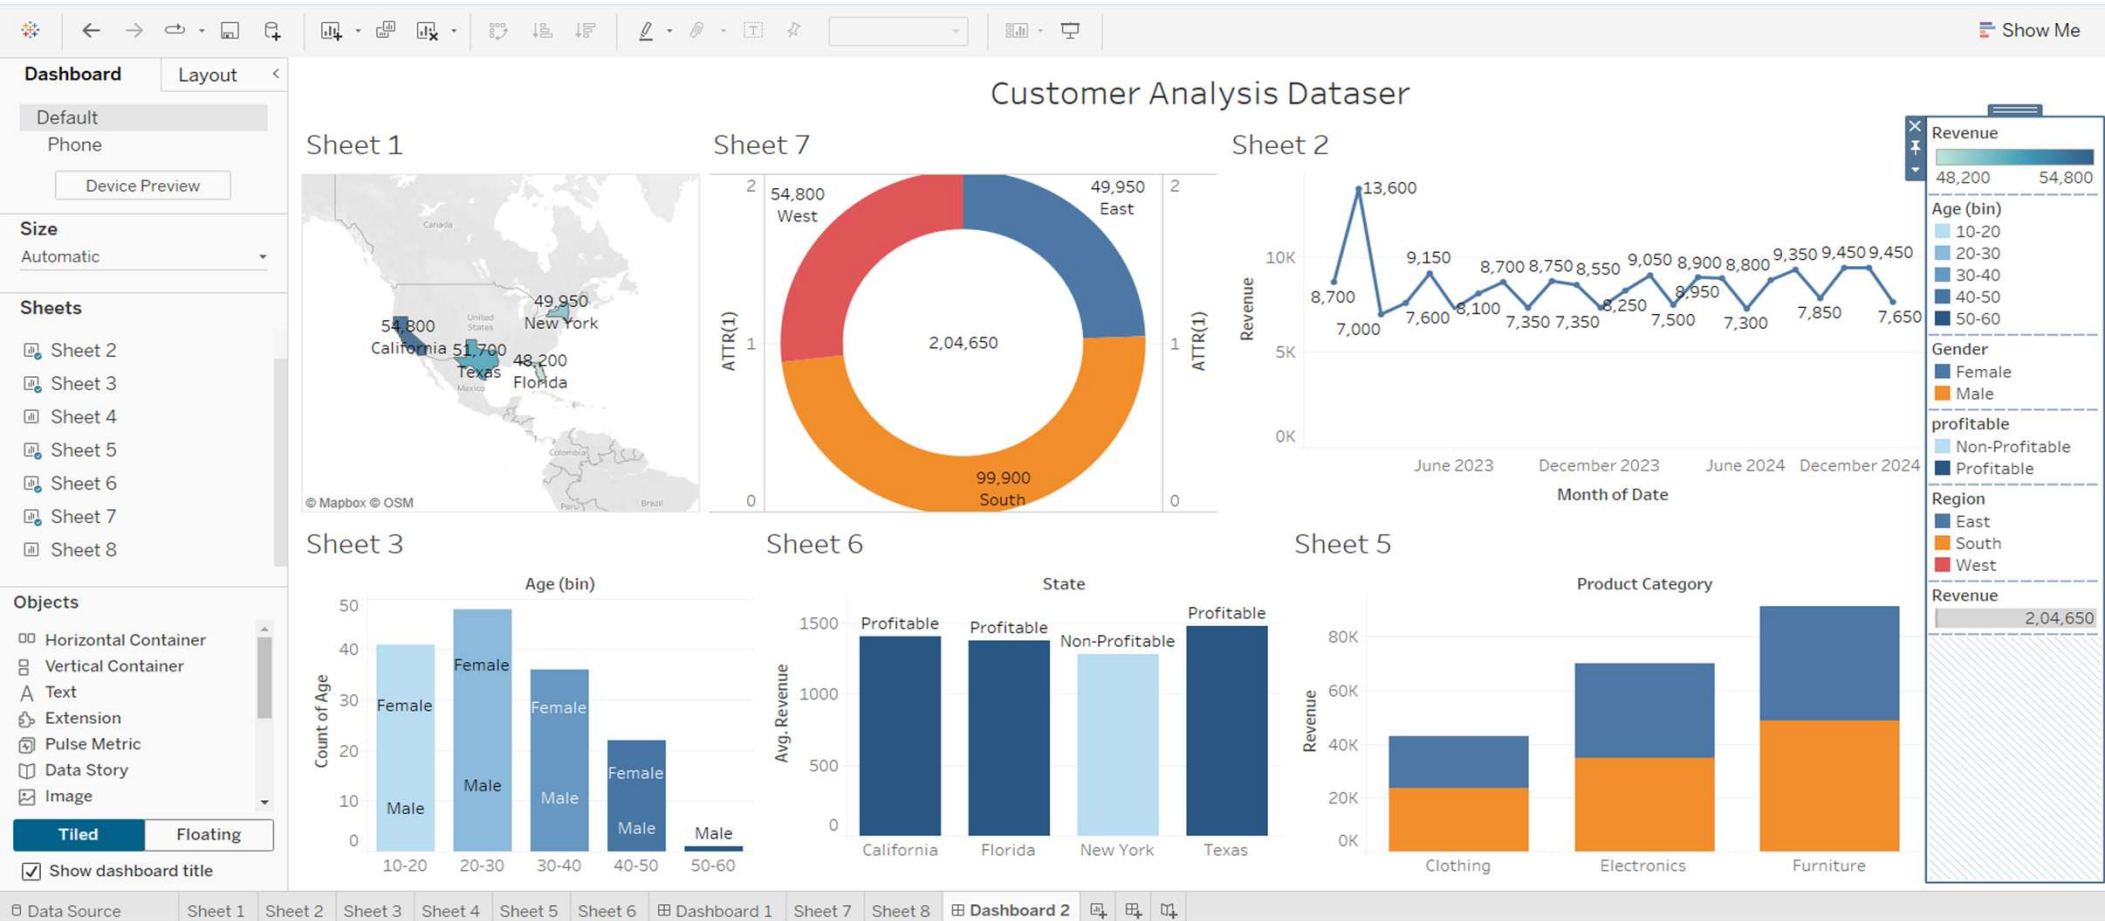 Show Me
Dashboard
Layout
Default
Phone
Device Preview
Size
Automatic
Sheets
Sheet 2
Sheet 3
Sheet 4
Sheet 5
Sheet 6
Sheet 7
Sheet 8
Objects
Horizontal Container
Vertical Container
Text
Extension
Pulse Metric
Data Story
Image
Tiled
Floating
Show dashboard title
Customer Analysis Dataser
Sheet 1
Canada
United States
49,950
New York
54,800
California
51,700
Texas
48,200
Florida
Mexico
Colombia
Peru
Brazil
© Mapbox © OSM
Sheet 7
ATTR(1)
2
1
0
54,800
West
49,950
East
2,04,650
99,900
South
2
1
0
ATTR(1)
Sheet 2
Revenue
10K
5K
0K
8,700
13,600
7,000
7,600
9,150
8,100
8,700
7,350
8,750
8,550
7,350
8,250
9,050
7,500
8,900
8,950
8,800
7,300
9,350
7,850
9,450
9,450
7,650
June 2023
December 2023
June 2024
December 2024
Month of Date
Sheet 3
Age (bin)
Count of Age
50
40
30
20
10
0
Female
Male
Female
Male
Female
Male
Female
Male
Male
10-20
20-30
30-40
40-50
50-60
Sheet 6
State
Avg. Revenue
1500
1000
500
0
Profitable
Profitable
Non-Profitable
Profitable
California
Florida
New York
Texas
Sheet 5
Product Category
Revenue
80K
60K
40K
20K
0K
Clothing
Electronics
Furniture
Revenue
48,200 54,800
Age (bin)
10-20
20-30
30-40
40-50
50-60
Gender
Female
Male
profitable
Non-Profitable
Profitable
Region
East
South
West
Revenue
2,04,650
Data Source
Sheet 1
Sheet 2
Sheet 3
Sheet 4
Sheet 5
Sheet 6
Dashboard 1
Sheet 7
Sheet 8
Dashboard 2